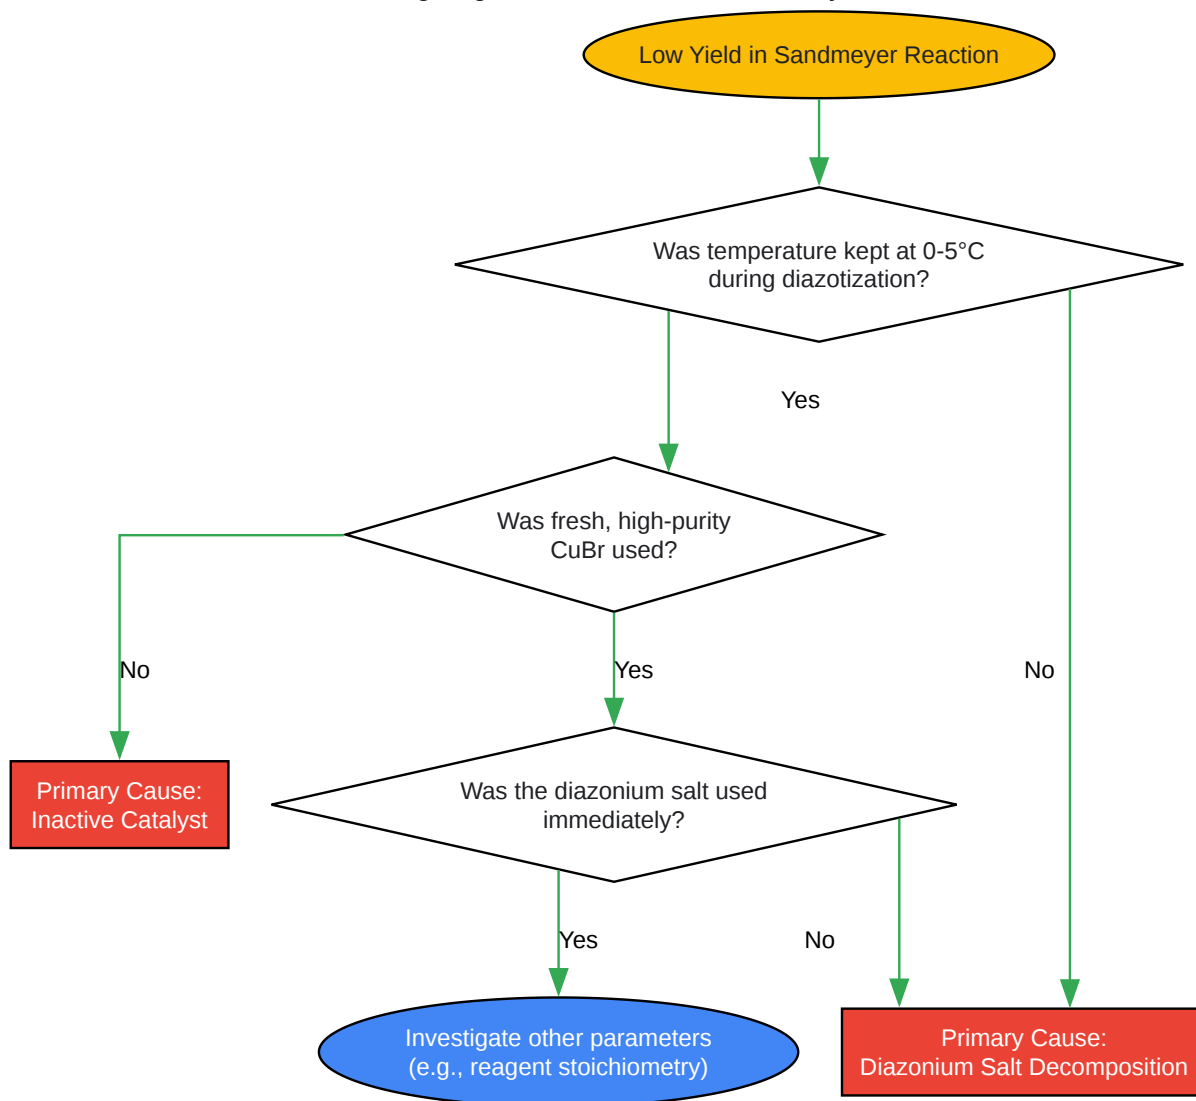 Low Yield in Sandmeyer Reaction
Was temperature kept at 0-5°C
during diazotization?
Yes
Was fresh, high-purity
CuBr used?
No
Yes
No
Primary Cause:
Inactive Catalyst
Was the diazonium salt used
immediately?
Yes
No
Investigate other parameters
(e.g., reagent stoichiometry)
Primary Cause:
Diazonium Salt Decomposition